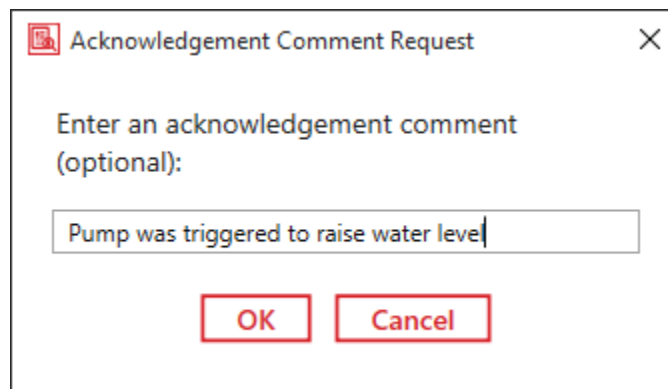 Acknowledgement Comment Request
Enter an acknowledgement comment
(optional):
Pump was triggered to raise water level
OK Cancel